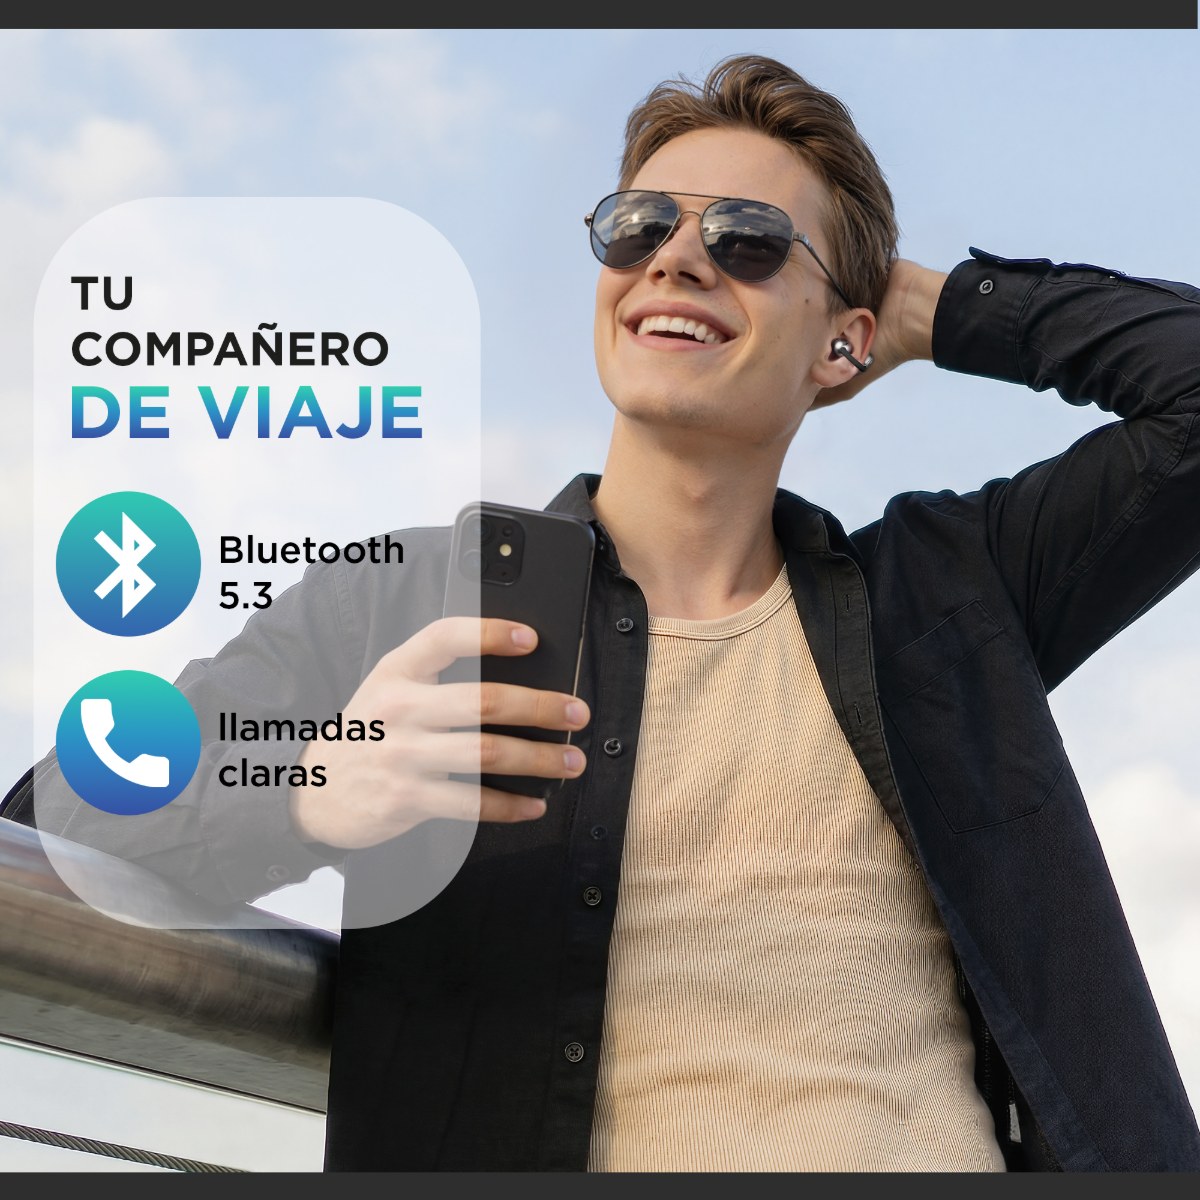 TU
COMPAÑERO
DE VIAJE
Bluetooth
5.3
llamadas
claras